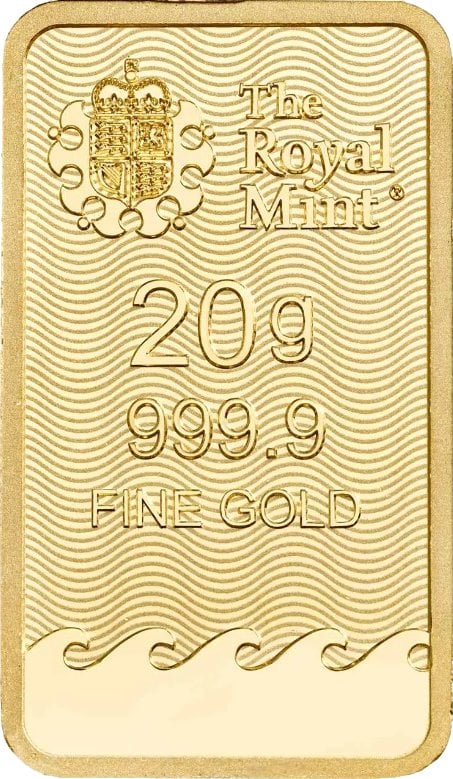 The
Royal
Mint®
20g
999.9
FINE GOLD